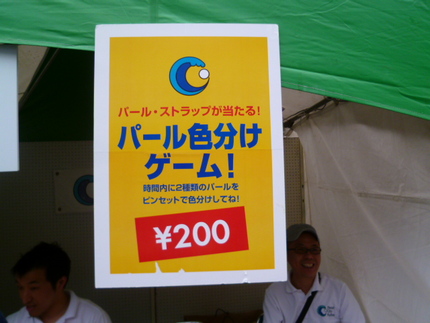 パール・ストラップが当たる!
パール色分け
ゲーム!
時間内に2種類のパールを
ピンセットで色分けしてね!
¥200